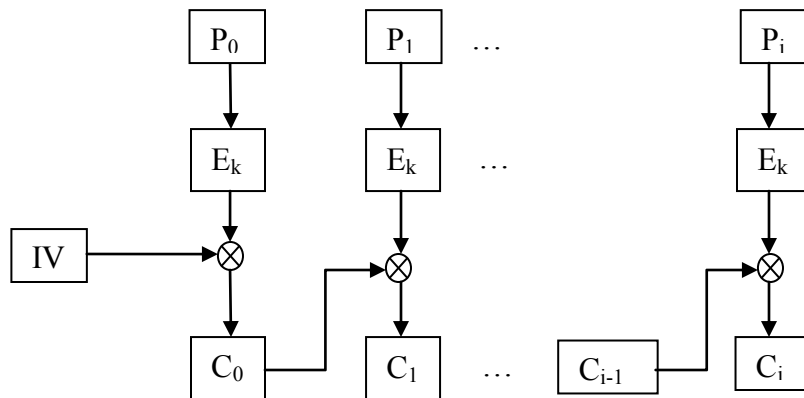 P₀ P₁ ... Pᵢ
Eₖ Eₖ ... Eₖ
IV
C₀ C₁ ... Cᵢ₋₁ Cᵢ